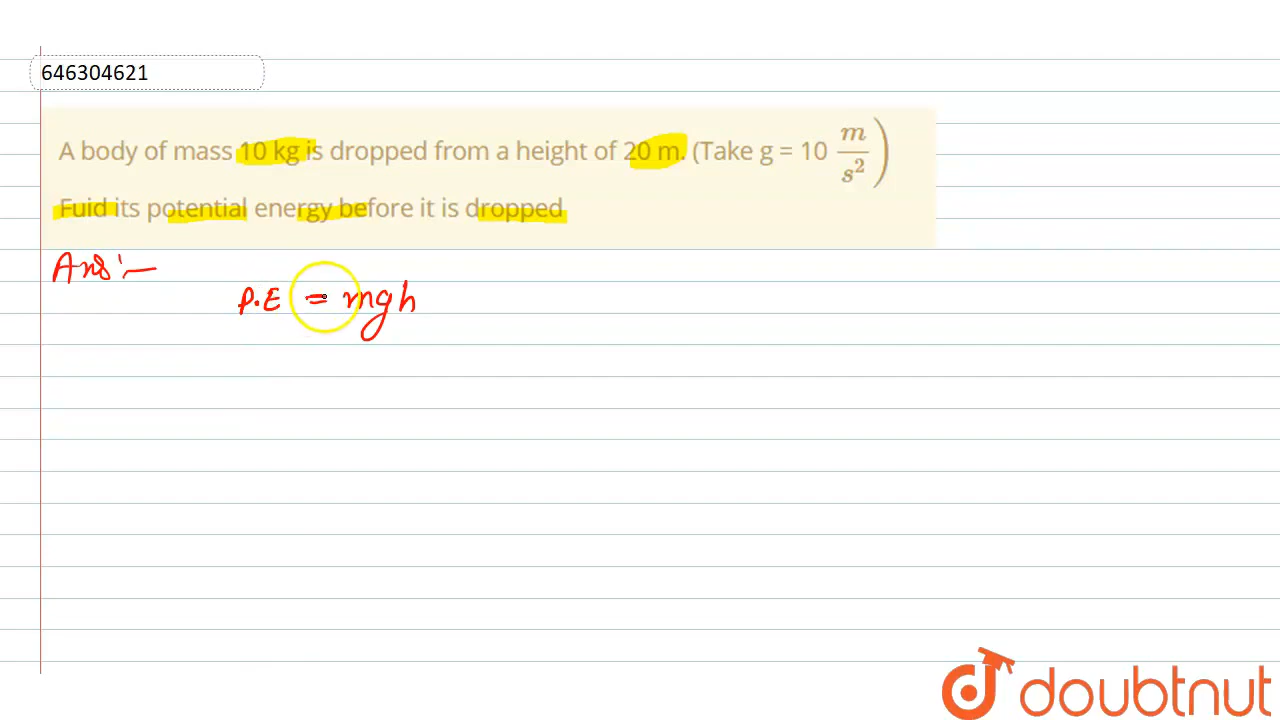 646304621
A body of mass 10 kg is dropped from a height of 20 m. (Take g = 10 m/s²)
Fuid its potential energy before it is dropped
Ans:-
P.E = mgh
doubtnut